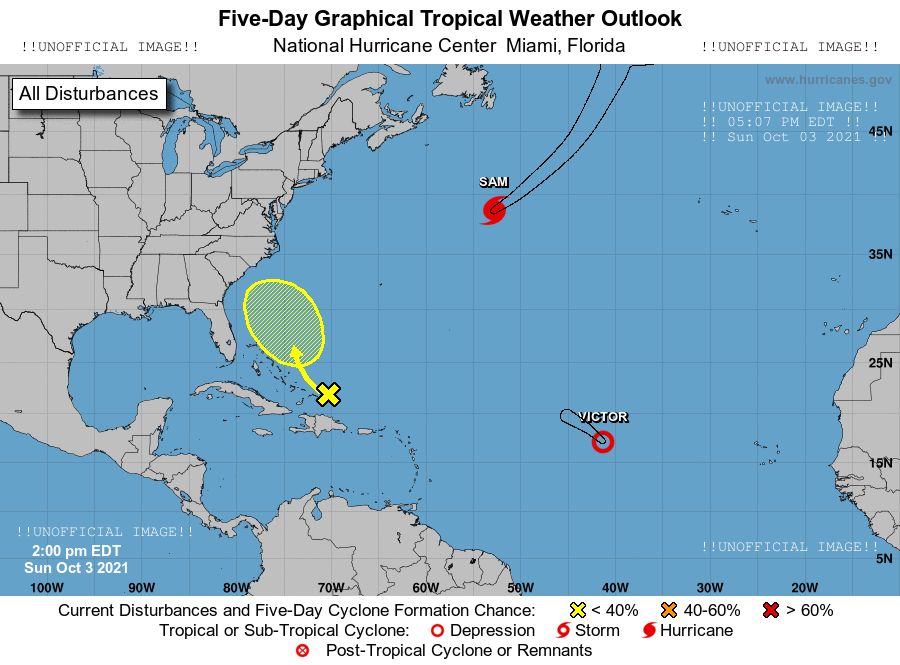 Five-Day Graphical Tropical Weather Outlook
!!UNOFFICIAL IMAGE!! National Hurricane Center Miami, Florida !!UNOFFICIAL IMAGE!!
www.hurricanes.gov
All Disturbances
!!UNOFFICIAL IMAGE!!
!! 05:07 PM EDT !!
!! Sun Oct 03 2021 !!
45N
SAM
35N
25N
VICTOR
15N
!!UNOFFICIAL IMAGE!!
!!UNOFFICIAL IMAGE!!
2:00 pm EDT
5N
Sun Oct 3 2021
100W 90W 80W 70W 60W 50W 40W 30W 20W
Current Disturbances and Five-Day Cyclone Formation Chance: < 40% 40-60% > 60%
Tropical or Sub-Tropical Cyclone: Depression Storm Hurricane
Post-Tropical Cyclone or Remnants